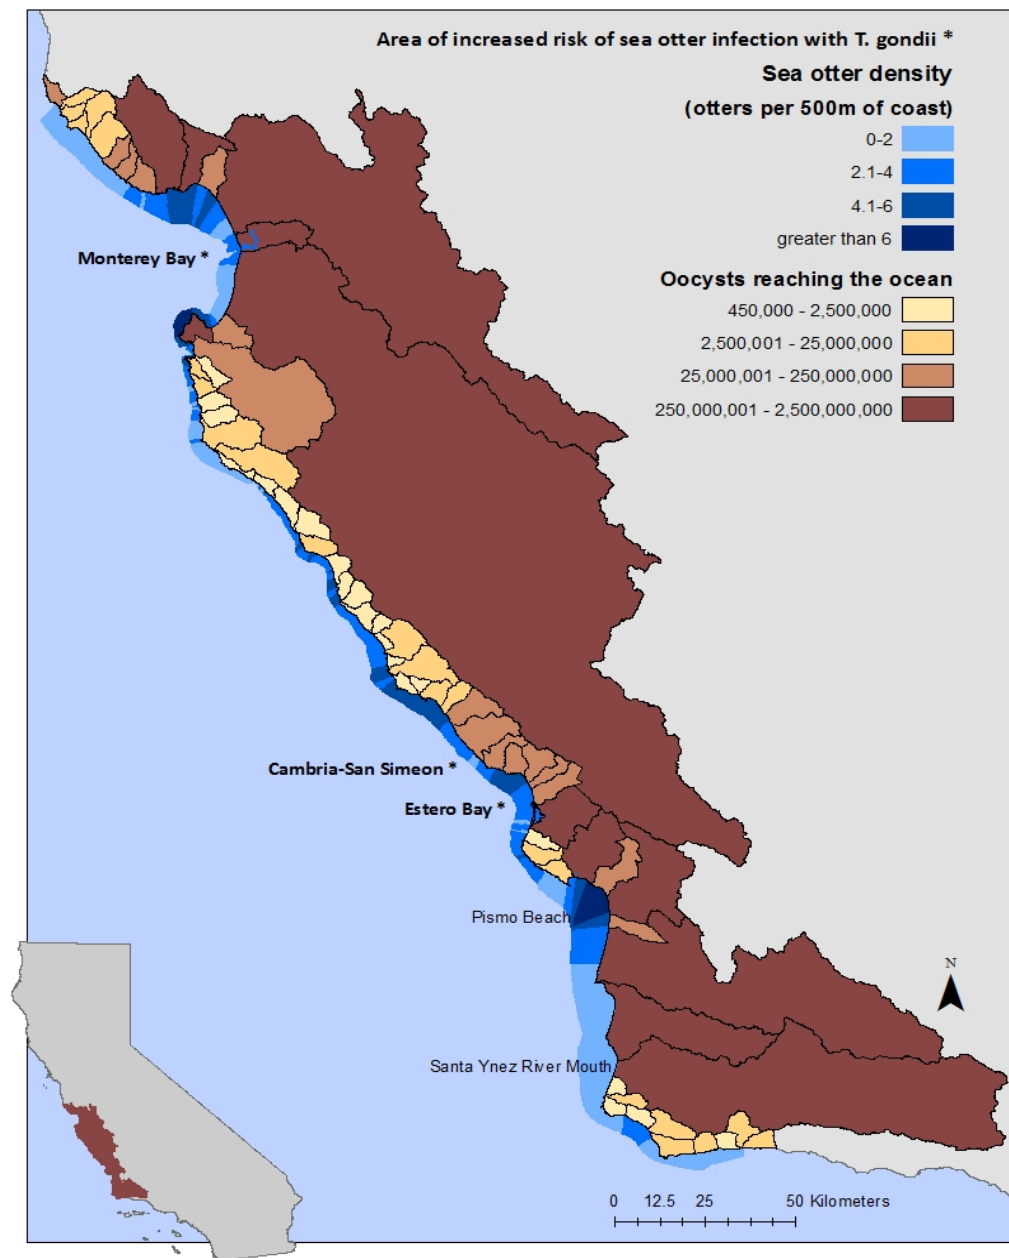 Area of increased risk of sea otter infection with T. gondii *
Sea otter density
(otters per 500m of coast)
0-2
2.1-4
4.1-6
greater than 6
Oocysts reaching the ocean
450,000 - 2,500,000
2,500,001 - 25,000,000
25,000,001 - 250,000,000
250,000,001 - 2,500,000,000
Monterey Bay *
Cambria-San Simeon *
Estero Bay *
Pismo Beach
N
Santa Ynez River Mouth
0 12.5 25 50 Kilometers